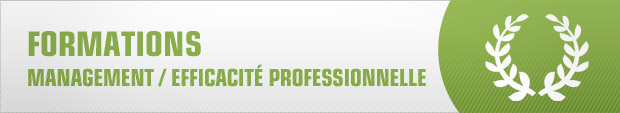 FORMATIONS
MANAGEMENT / EFFICACITÉ PROFESSIONNELLE